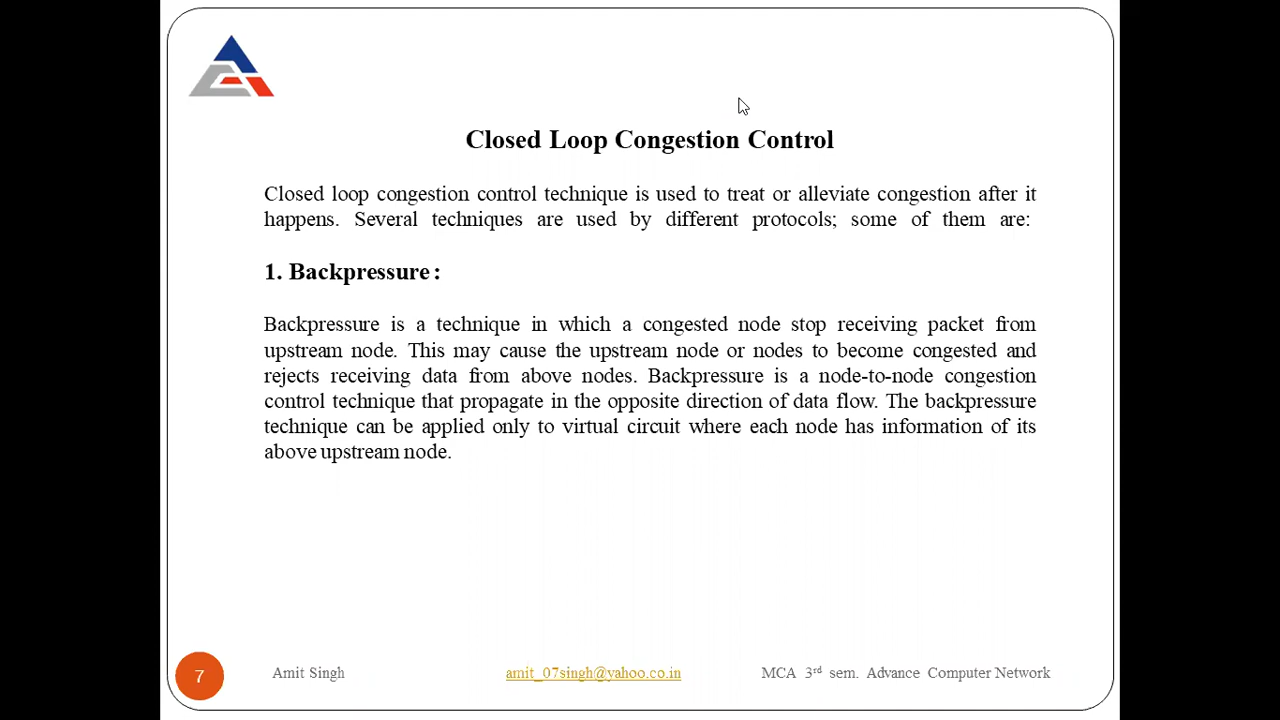 Closed Loop Congestion Control
Closed loop congestion control technique is used to treat or alleviate congestion after it
happens. Several techniques are used by different protocols; some of them are:
1. Backpressure :
Backpressure is a technique in which a congested node stop receiving packet from
upstream node. This may cause the upstream node or nodes to become congested and
rejects receiving data from above nodes. Backpressure is a node-to-node congestion
control technique that propagate in the opposite direction of data flow. The backpressure
technique can be applied only to virtual circuit where each node has information of its
above upstream node.
7 Amit Singh amit_07singh@yahoo.co.in MCA 3rd sem. Advance Computer Network